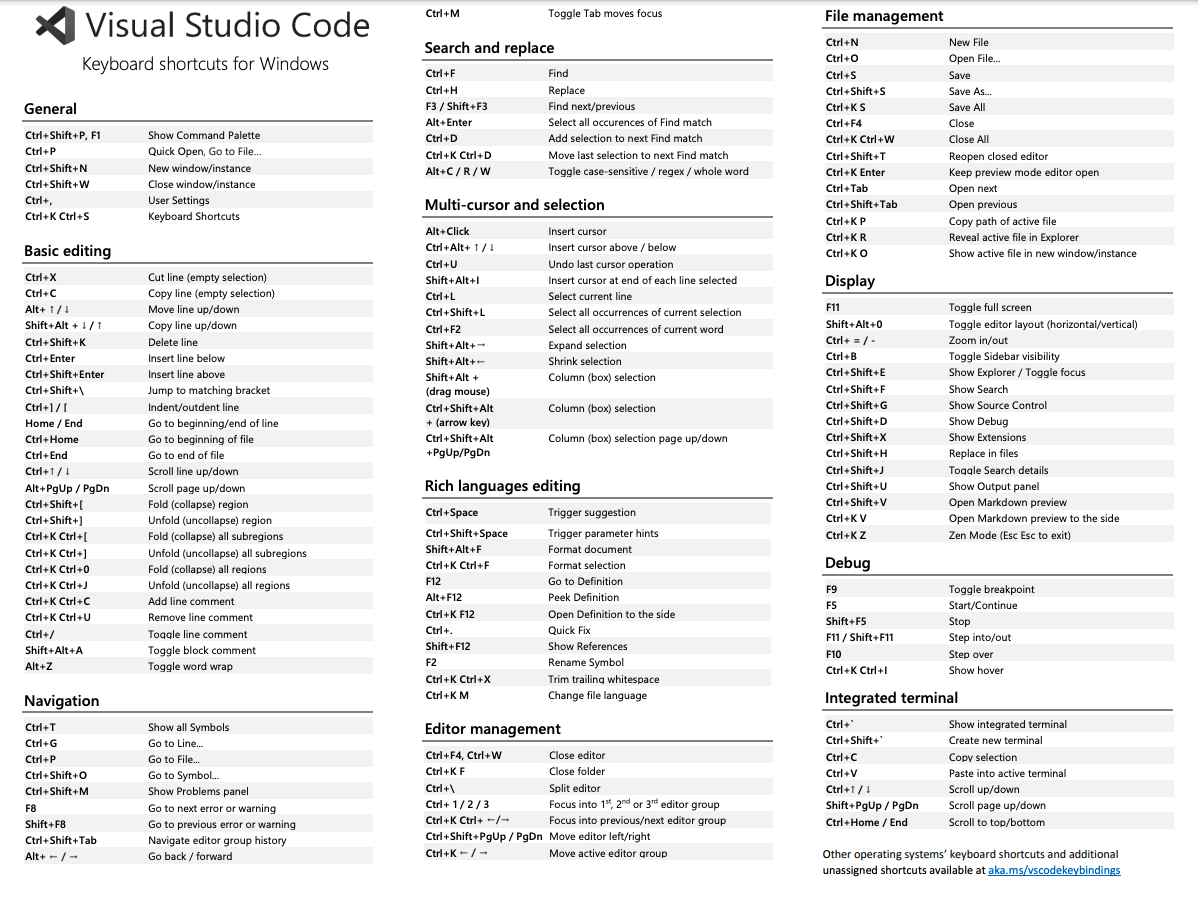 Visual Studio Code
Keyboard shortcuts for Windows
General
Ctrl+Shift+P, F1 Show Command Palette
Ctrl+P Quick Open, Go to File…
Ctrl+Shift+N New window/instance
Ctrl+Shift+W Close window/instance
Ctrl+, User Settings
Ctrl+K Ctrl+S Keyboard Shortcuts
Basic editing
Ctrl+X Cut line (empty selection)
Ctrl+C Copy line (empty selection)
Alt+ ↑ / ↓ Move line up/down
Shift+Alt + ↓ / ↑ Copy line up/down
Ctrl+Shift+K Delete line
Ctrl+Enter Insert line below
Ctrl+Shift+Enter Insert line above
Ctrl+Shift+\ Jump to matching bracket
Ctrl+] / [ Indent/outdent line
Home / End Go to beginning/end of line
Ctrl+Home Go to beginning of file
Ctrl+End Go to end of file
Ctrl+↑ / ↓ Scroll line up/down
Alt+PgUp / PgDn Scroll page up/down
Ctrl+Shift+[ Fold (collapse) region
Ctrl+Shift+] Unfold (uncollapse) region
Ctrl+K Ctrl+[ Fold (collapse) all subregions
Ctrl+K Ctrl+] Unfold (uncollapse) all subregions
Ctrl+K Ctrl+0 Fold (collapse) all regions
Ctrl+K Ctrl+J Unfold (uncollapse) all regions
Ctrl+K Ctrl+C Add line comment
Ctrl+K Ctrl+U Remove line comment
Ctrl+/ Toggle line comment
Shift+Alt+A Toggle block comment
Alt+Z Toggle word wrap
Navigation
Ctrl+T Show all Symbols
Ctrl+G Go to Line…
Ctrl+P Go to File…
Ctrl+Shift+O Go to Symbol…
Ctrl+Shift+M Show Problems panel
F8 Go to next error or warning
Shift+F8 Go to previous error or warning
Ctrl+Shift+Tab Navigate editor group history
Alt+ ← / → Go back / forward
Ctrl+M Toggle Tab moves focus
Search and replace
Ctrl+F Find
Ctrl+H Replace
F3 / Shift+F3 Find next/previous
Alt+Enter Select all occurences of Find match
Ctrl+D Add selection to next Find match
Ctrl+K Ctrl+D Move last selection to next Find match
Alt+C / R / W Toggle case-sensitive / regex / whole word
Multi-cursor and selection
Alt+Click Insert cursor
Ctrl+Alt+ ↑ / ↓ Insert cursor above / below
Ctrl+U Undo last cursor operation
Shift+Alt+I Insert cursor at end of each line selected
Ctrl+L Select current line
Ctrl+Shift+L Select all occurrences of current selection
Ctrl+F2 Select all occurrences of current word
Shift+Alt+→ Expand selection
Shift+Alt+← Shrink selection
Shift+Alt + Column (box) selection
(drag mouse)
Ctrl+Shift+Alt Column (box) selection
+ (arrow key)
Ctrl+Shift+Alt Column (box) selection page up/down
+PgUp/PgDn
Rich languages editing
Ctrl+Space Trigger suggestion
Ctrl+Shift+Space Trigger parameter hints
Shift+Alt+F Format document
Ctrl+K Ctrl+F Format selection
F12 Go to Definition
Alt+F12 Peek Definition
Ctrl+K F12 Open Definition to the side
Ctrl+. Quick Fix
Shift+F12 Show References
F2 Rename Symbol
Ctrl+K Ctrl+X Trim trailing whitespace
Ctrl+K M Change file language
Editor management
Ctrl+F4, Ctrl+W Close editor
Ctrl+K F Close folder
Ctrl+\ Split editor
Ctrl+ 1 / 2 / 3 Focus into 1st, 2nd or 3rd editor group
Ctrl+K Ctrl+ ←/→ Focus into previous/next editor group
Ctrl+Shift+PgUp / PgDn Move editor left/right
Ctrl+K ← / → Move active editor group
File management
Ctrl+N New File
Ctrl+O Open File…
Ctrl+S Save
Ctrl+Shift+S Save As…
Ctrl+K S Save All
Ctrl+F4 Close
Ctrl+K Ctrl+W Close All
Ctrl+Shift+T Reopen closed editor
Ctrl+K Enter Keep preview mode editor open
Ctrl+Tab Open next
Ctrl+Shift+Tab Open previous
Ctrl+K P Copy path of active file
Ctrl+K R Reveal active file in Explorer
Ctrl+K O Show active file in new window/instance
Display
F11 Toggle full screen
Shift+Alt+0 Toggle editor layout (horizontal/vertical)
Ctrl+ = / - Zoom in/out
Ctrl+B Toggle Sidebar visibility
Ctrl+Shift+E Show Explorer / Toggle focus
Ctrl+Shift+F Show Search
Ctrl+Shift+G Show Source Control
Ctrl+Shift+D Show Debug
Ctrl+Shift+X Show Extensions
Ctrl+Shift+H Replace in files
Ctrl+Shift+J Toggle Search details
Ctrl+Shift+U Show Output panel
Ctrl+Shift+V Open Markdown preview
Ctrl+K V Open Markdown preview to the side
Ctrl+K Z Zen Mode (Esc Esc to exit)
Debug
F9 Toggle breakpoint
F5 Start/Continue
Shift+F5 Stop
F11 / Shift+F11 Step into/out
F10 Step over
Ctrl+K Ctrl+I Show hover
Integrated terminal
Ctrl+` Show integrated terminal
Ctrl+Shift+` Create new terminal
Ctrl+C Copy selection
Ctrl+V Paste into active terminal
Ctrl+↑ / ↓ Scroll up/down
Shift+PgUp / PgDn Scroll page up/down
Ctrl+Home / End Scroll to top/bottom
Other operating systems’ keyboard shortcuts and additional
unassigned shortcuts available at aka.ms/vscodekeybindings